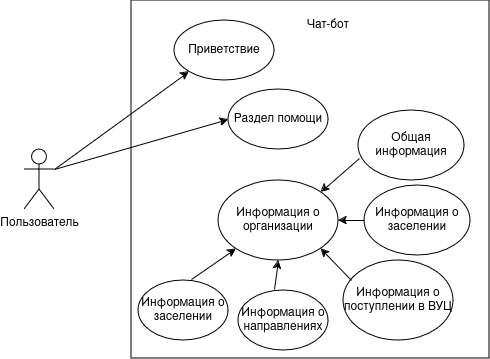 Чат-бот
Приветствие
Раздел помощи
Общая
информация
Пользователь
Информация о
организации
Информация о
заселении
Информация о
поступлении в ВУЦ
Информация о
заселении
Информация о
направлениях